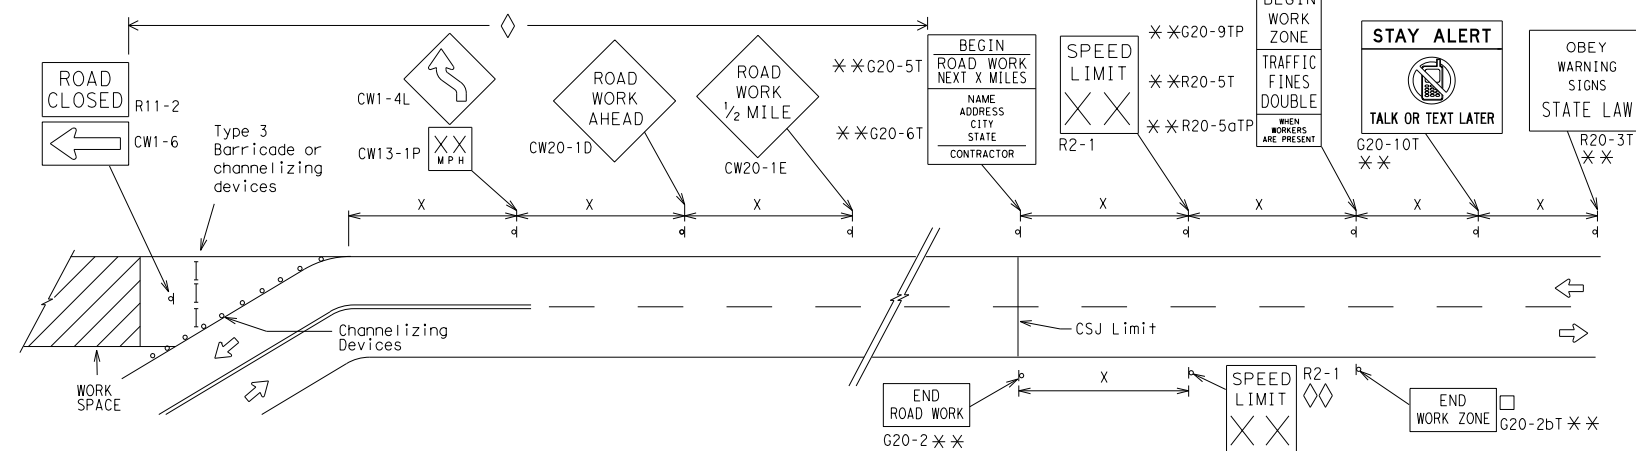 ROAD
CLOSED
R11-2
CW1-6
Type 3
Barricade or
channelizing
devices
CW1-4L
CW13-1P
X X
M P H
ROAD
WORK
AHEAD
CW20-1D
ROAD
WORK
1/2 MILE
CW20-1E
* *G20-5T
* *G20-6T
BEGIN
ROAD WORK
NEXT X MILES
NAME
ADDRESS
CITY
STATE
CONTRACTOR
SPEED
LIMIT
X X
R2-1
* *G20-9TP
* *R20-5T
* *R20-5aTP
BEGIN
WORK
ZONE
TRAFFIC
FINES
DOUBLE
WHEN
WORKERS
ARE PRESENT
STAY ALERT
TALK OR TEXT LATER
G20-10T
* *
OBEY
WARNING
SIGNS
STATE LAW
R20-3T
* *
X
X
X
X
X
X
X
Channelizing
Devices
CSJ Limit
WORK
SPACE
END
ROAD WORK
G20-2 * *
X
SPEED
LIMIT
X X
R2-1
END
WORK ZONE
G20-2bT * *